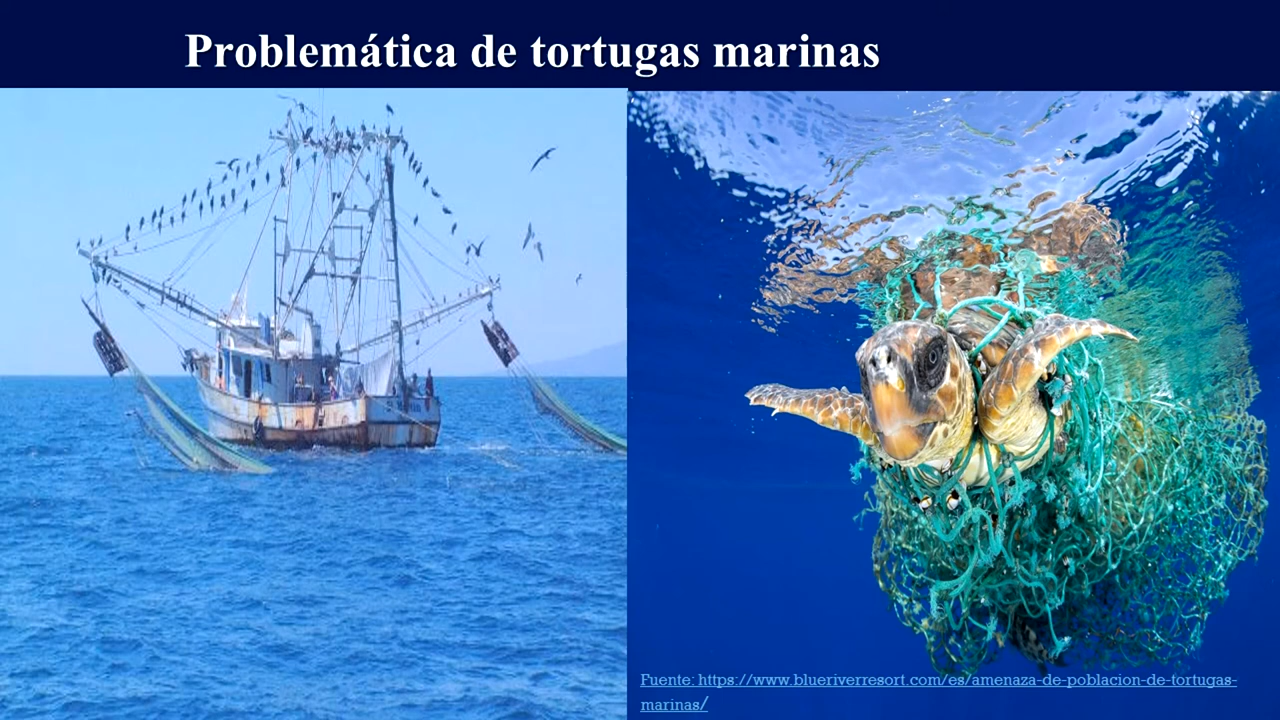 Problemática de tortugas marinas
Fuente: https://www.blueriverresort.com/es/amenaza-de-poblacion-de-tortugas-
marinas/